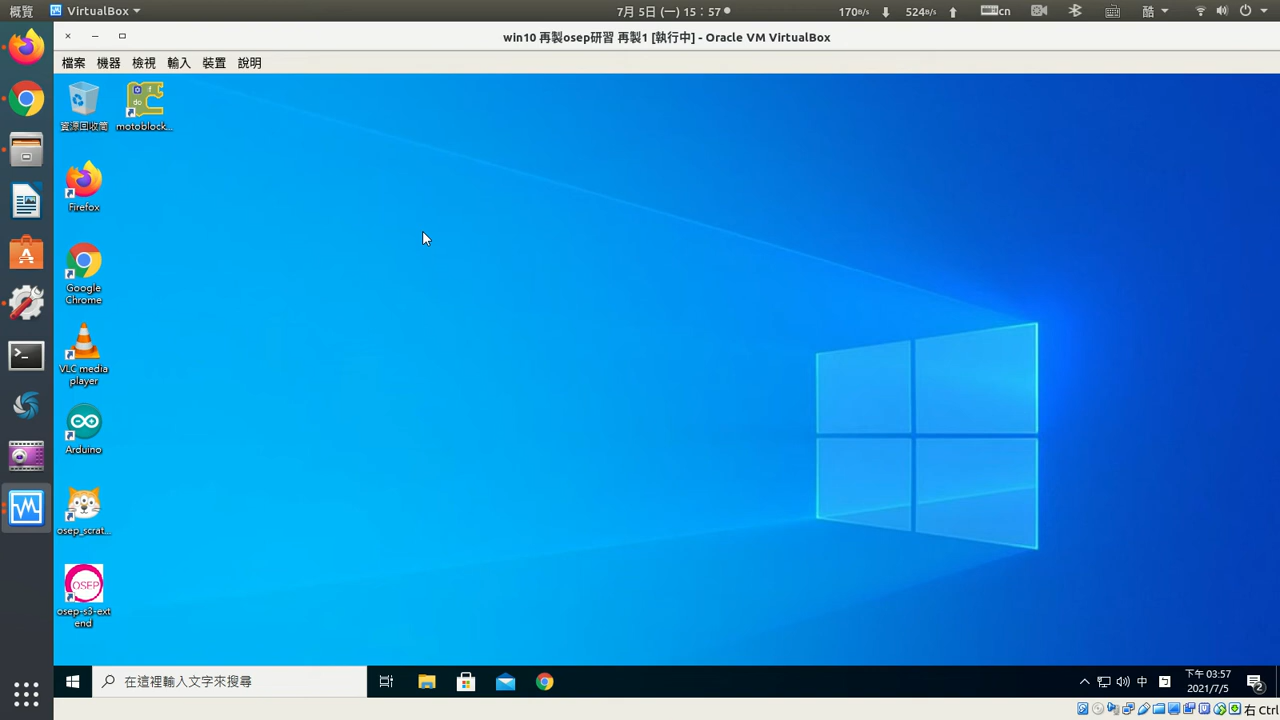 概覽 VirtualBox 7月 5日 (一) 15：57 170B/s 524B/s cn 酷
win10 再製osep研習 再製1 [執行中] - Oracle VM VirtualBox
檔案 機器 檢視 輸入 裝置 說明
資源回收筒 motoblock...
Firefox
Google
Chrome
VLC media
player
Arduino
osep_scrat...
OSEP
osep-s3-ext
end
在這裡輸入文字來搜尋
中
下午 03:57
2021/7/5
2
右 Ctrl